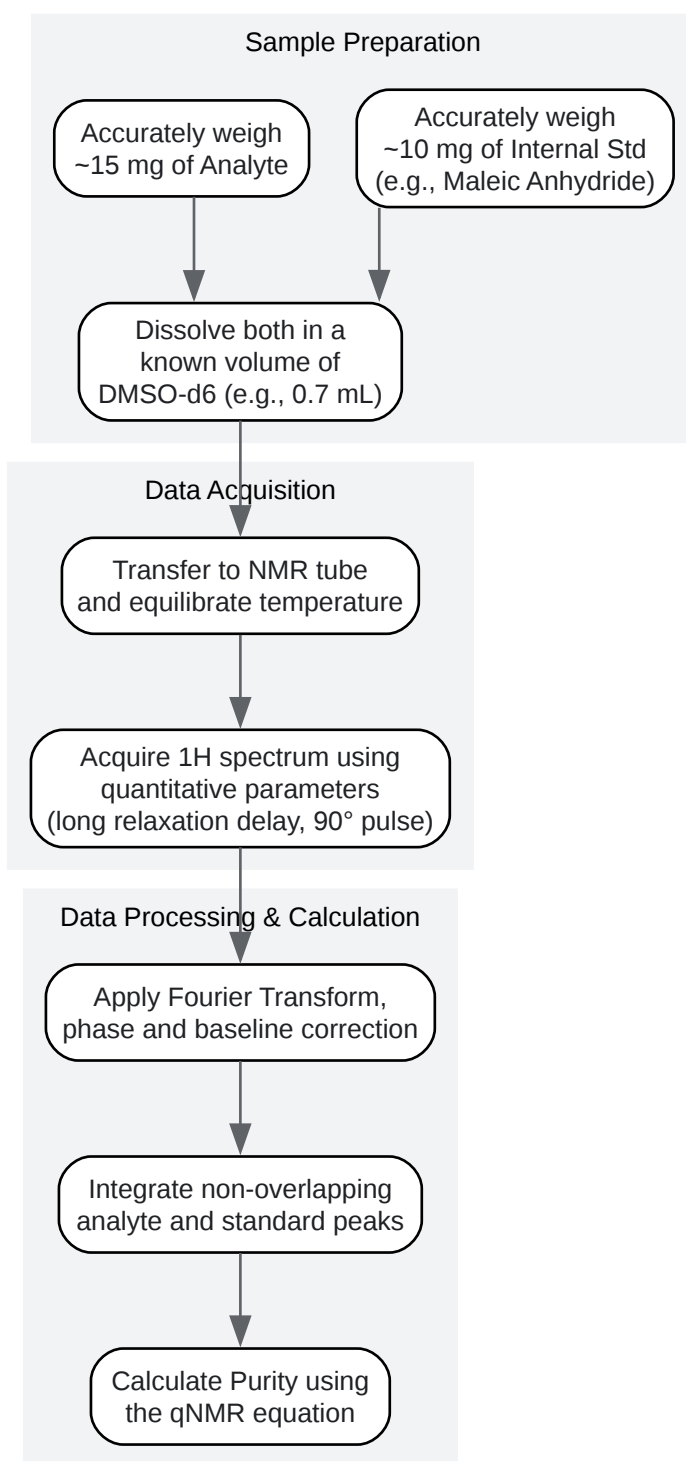 Sample Preparation
Accurately weigh
~15 mg of Analyte
Accurately weigh
~10 mg of Internal Std
(e.g., Maleic Anhydride)
Dissolve both in a
known volume of
DMSO-d6 (e.g., 0.7 mL)
Data Acquisition
Transfer to NMR tube
and equilibrate temperature
Acquire 1H spectrum using
quantitative parameters
(long relaxation delay, 90° pulse)
Data Processing & Calculation
Apply Fourier Transform,
phase and baseline correction
Integrate non-overlapping
analyte and standard peaks
Calculate Purity using
the qNMR equation